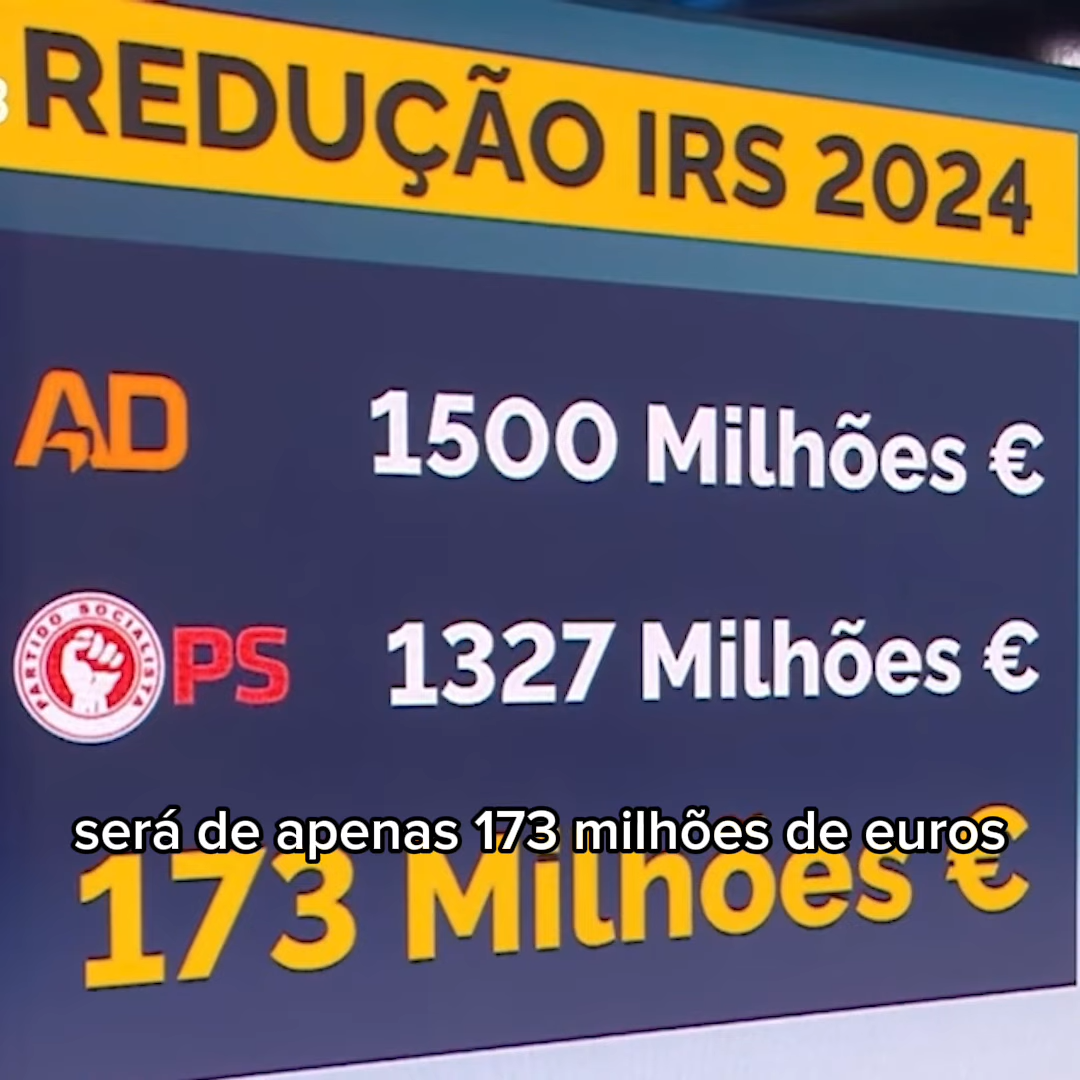 REDUÇÃO IRS 2024
AD
1500 Milhões €
PARTIDO SOCIALISTA
PS
1327 Milhões €
será de apenas 173 milhões de euros
173 Milhões €